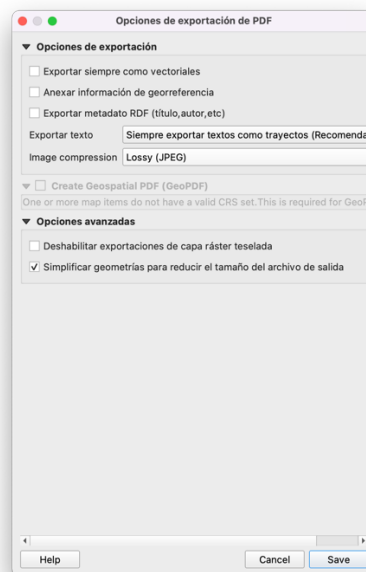 Opciones de exportación de PDF
Opciones de exportación
Exportar siempre como vectoriales
Anexar información de georreferencia
Exportar metadato RDF (título,autor,etc)
Exportar texto Siempre exportar textos como trayectos (Recomenda
Image compression Lossy (JPEG)
Create Geospatial PDF (GeoPDF)
One or more map items do not have a valid CRS set.This is required for GeoP
Opciones avanzadas
Deshabilitar exportaciones de capa ráster teselada
Simplificar geometrías para reducir el tamaño del archivo de salida
Help Cancel Save